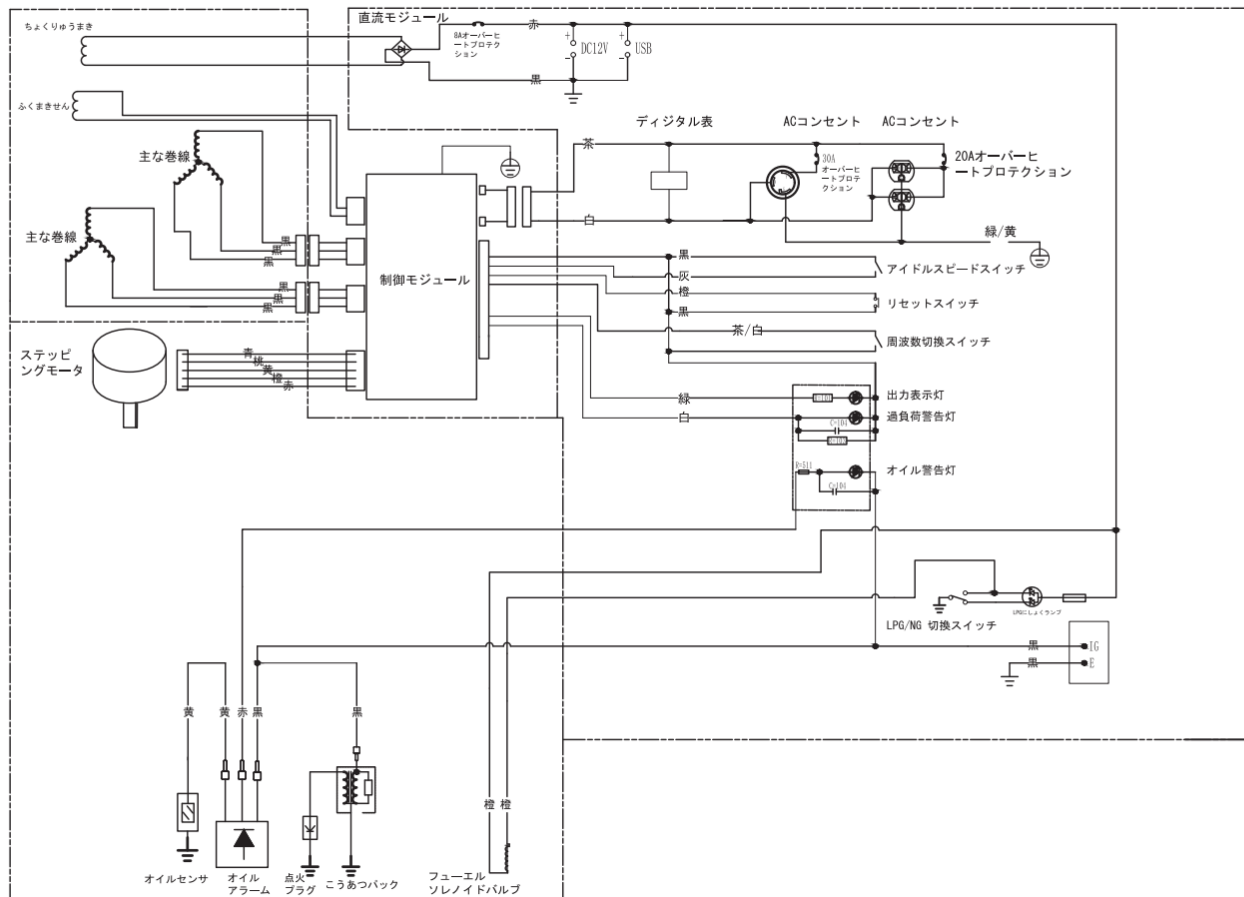 ちょくりゅうまき
直流モジュール
赤
8Aオーバーヒ
ートプロテク
ション
+
+
DC12V
USB
-
-
黒
ふくまきせん
主な巻線
主な巻線
黒
黒
黒
黒
黒
黒
制御モジュール
茶
ディジタル表
ACコンセント
ACコンセント
30A
オーバーヒ
ートプロテ
クション
20Aオーバーヒ
ートプロテクション
白
緑/黄
黒
灰
アイドルスピードスイッチ
橙
黒
リセットスイッチ
茶/白
周波数切換スイッチ
ステッピ
ングモータ
青
桃
黄
橙
赤
緑
出力表示灯
白
過負荷警告灯
C=104
R=511
オイル警告灯
C=104
LPG/NG 切換スイッチ
黒
IG
黒
E
黄
黄
赤
黒
黒
橙
橙
オイルセンサ
オイル
アラーム
点火
プラグ
こうあつパック
フューエル
ソレノイドバルブ